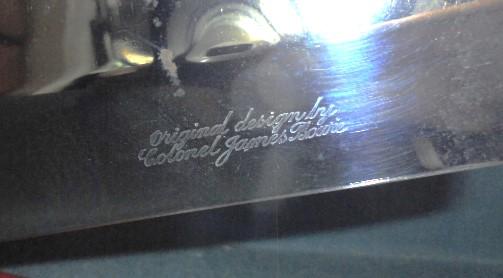 original design by
Colonel James Bowie